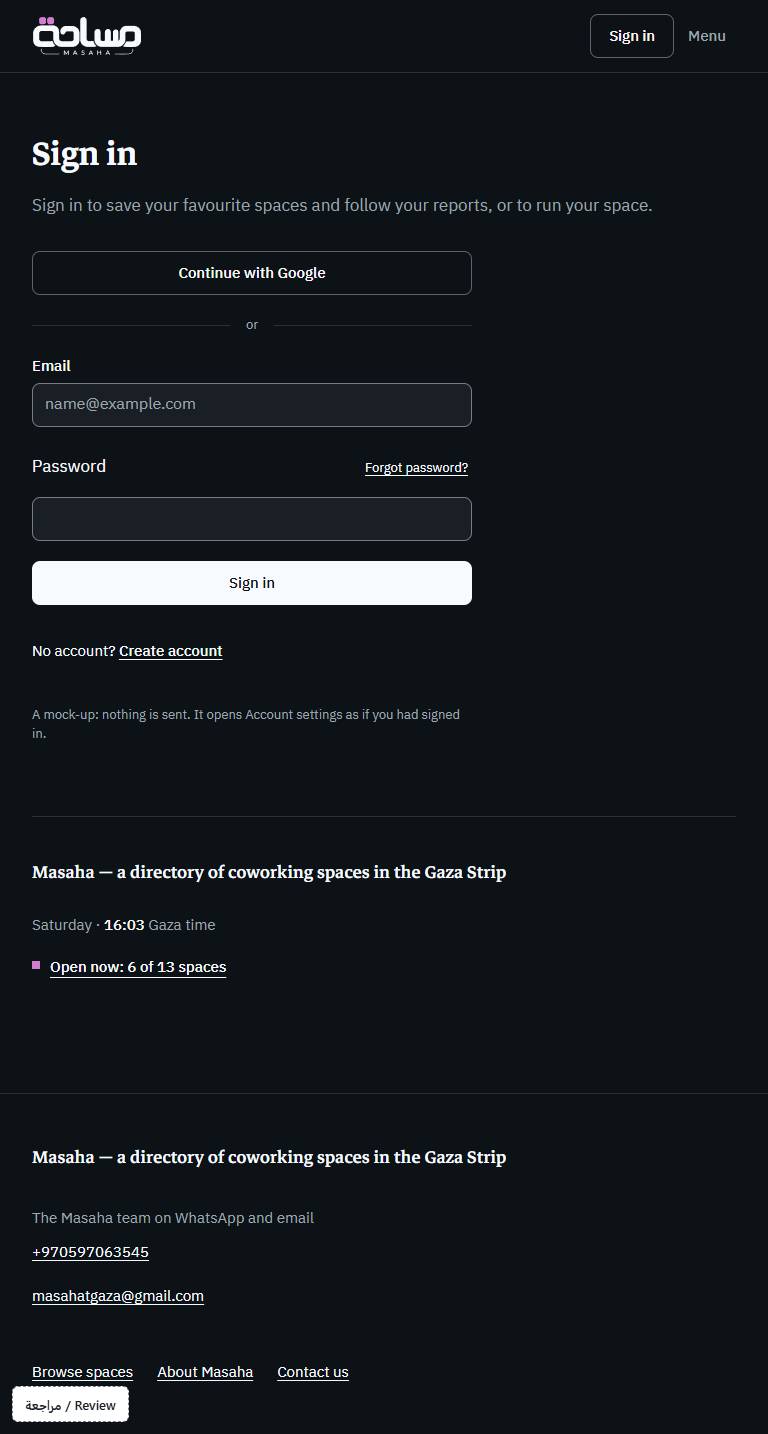 مساحة
MASAHA
Sign in
Menu
Sign in
Sign in to save your favourite spaces and follow your reports, or to run your space.
Continue with Google
or
Email
name@example.com
Password
Forgot password?
Sign in
No account? Create account
A mock-up: nothing is sent. It opens Account settings as if you had signed
in.
Masaha — a directory of coworking spaces in the Gaza Strip
Saturday · 16:03 Gaza time
Open now: 6 of 13 spaces
Masaha — a directory of coworking spaces in the Gaza Strip
The Masaha team on WhatsApp and email
+970597063545
masahatgaza@gmail.com
Browse spaces
About Masaha
Contact us
مراجعة / Review